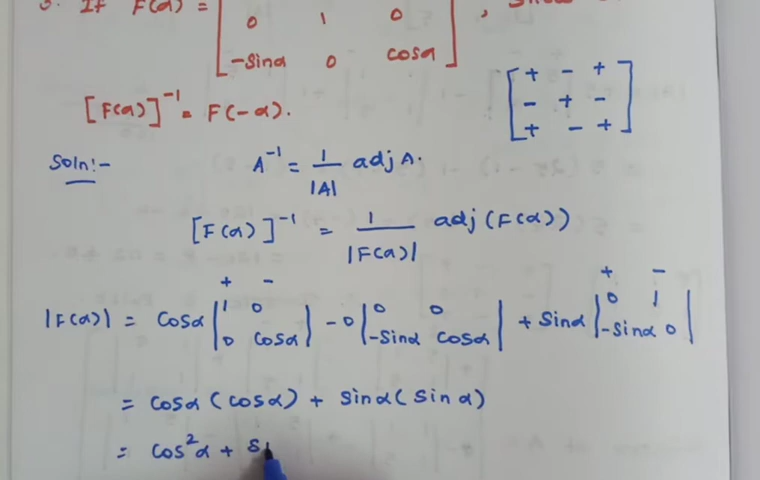 If F(α) =
0 1 0
-Sinα 0 cosα
[F(α)]⁻¹ = F(-α).
+ - +
- + -
+ - +
Soln:- A⁻¹ = 1/|A| adj A.
[F(α)]⁻¹ = 1/|F(α)| adj (F(α))
+ - + -
|F(α)| = cosα |1 0; 0 cosα| - 0 |0 0; -Sinα cosα| + Sinα |0 1; -Sinα 0|
= cosα (cosα) + Sinα (Sin α)
= cos²α + s